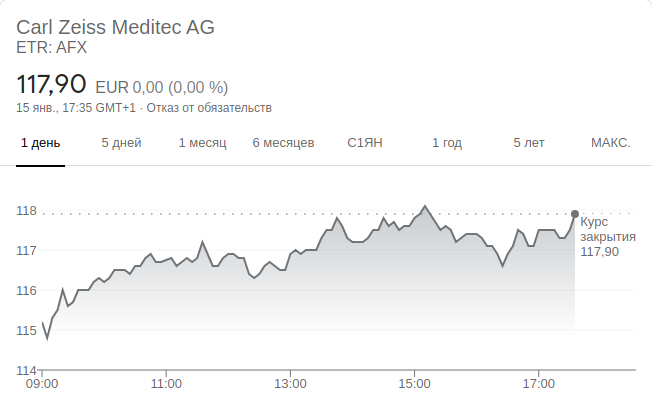 Carl Zeiss Meditec AG
ETR: AFX
117,90 EUR 0,00 (0,00 %)
15 янв., 17:35 GMT+1 · Отказ от обязательств
1 день 5 дней 1 месяц 6 месяцев С1ЯН 1 год 5 лет МАКС.
118
Курс
закрытия
117,90
117
116
115
114
09:00 11:00 13:00 15:00 17:00